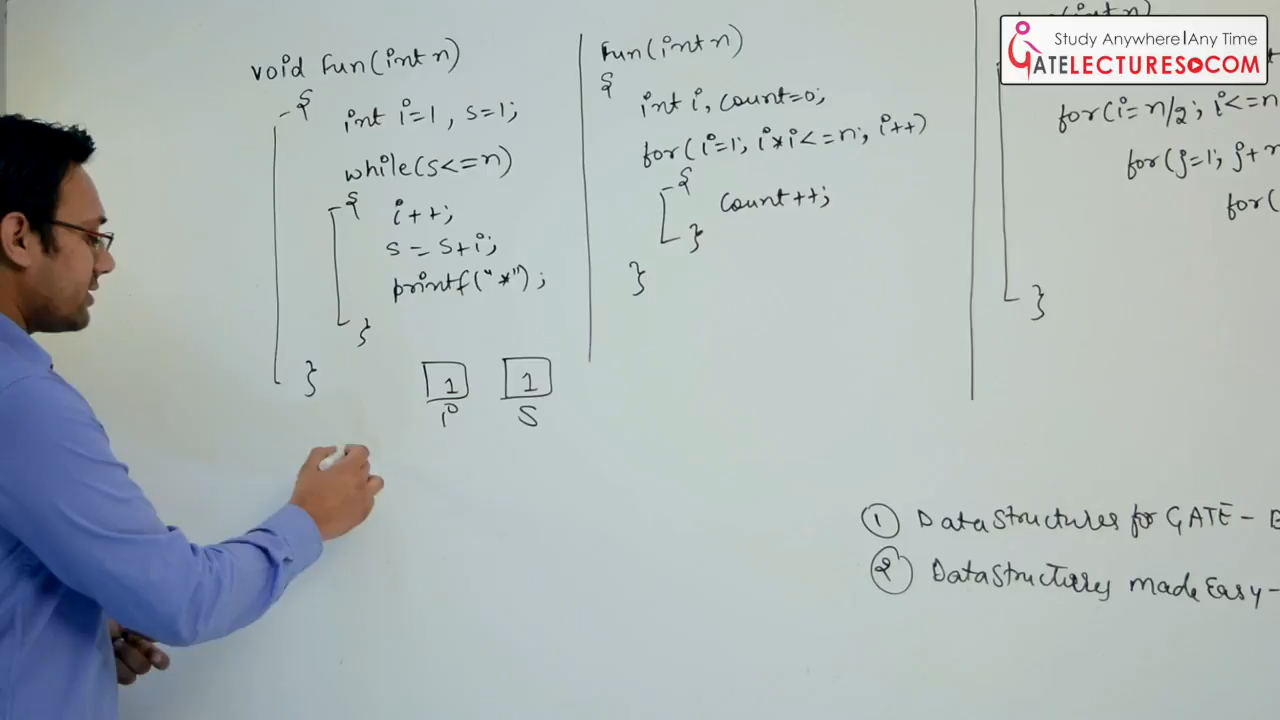 void Fun(int n)
{
int i=1, s=1;
while(s<=n)
{
i++;
s = s+i;
printf("*");
}
}
1 1
i s
Fun(int n)
{
int i, count=0;
for(i=1; i*i<=n; i++)
{
count++;
}
}
Study Anywhere|Any Time
GATELECTURES.COM
(int n)
for(i=n/2; i<=n
for(j=1; j+n
for(
}
① Data Structures for GATE -
② Data Structures made Easy -